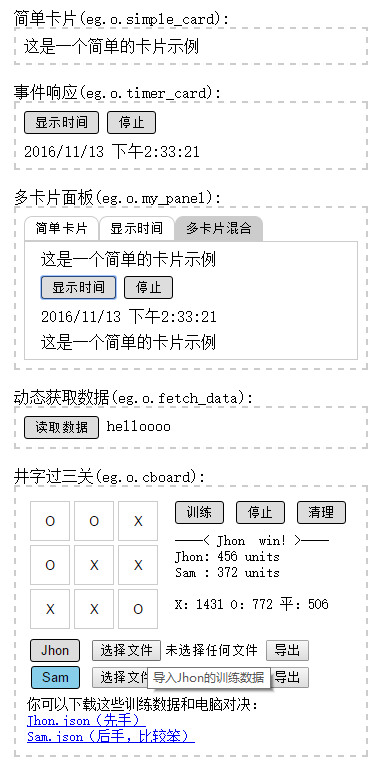 简单卡片(eg.o.simple_card):
这是一个简单的卡片示例
事件响应(eg.o.timer_card):
显示时间 停止
2016/11/13 下午2:33:21
多卡片面板(eg.o.my_panel):
简单卡片 显示时间 多卡片混合
这是一个简单的卡片示例
显示时间 停止
2016/11/13 下午2:33:21
这是一个简单的卡片示例
动态获取数据(eg.o.fetch_data):
读取数据 helloooo
井字过三关(eg.o.cboard):
训练 停止 清理
O O X
O X X
X X O
——< Jhon win! >——
Jhon: 456 units
Sam : 372 units
X: 1431 O: 772 平: 506
Jhon 选择文件 未选择任何文件 导出
Sam 选择文件 导出
导入Jhon的训练数据
你可以下载这些训练数据和电脑对决:
Jhon.json（先手）
Sam.json（后手，比较笨）